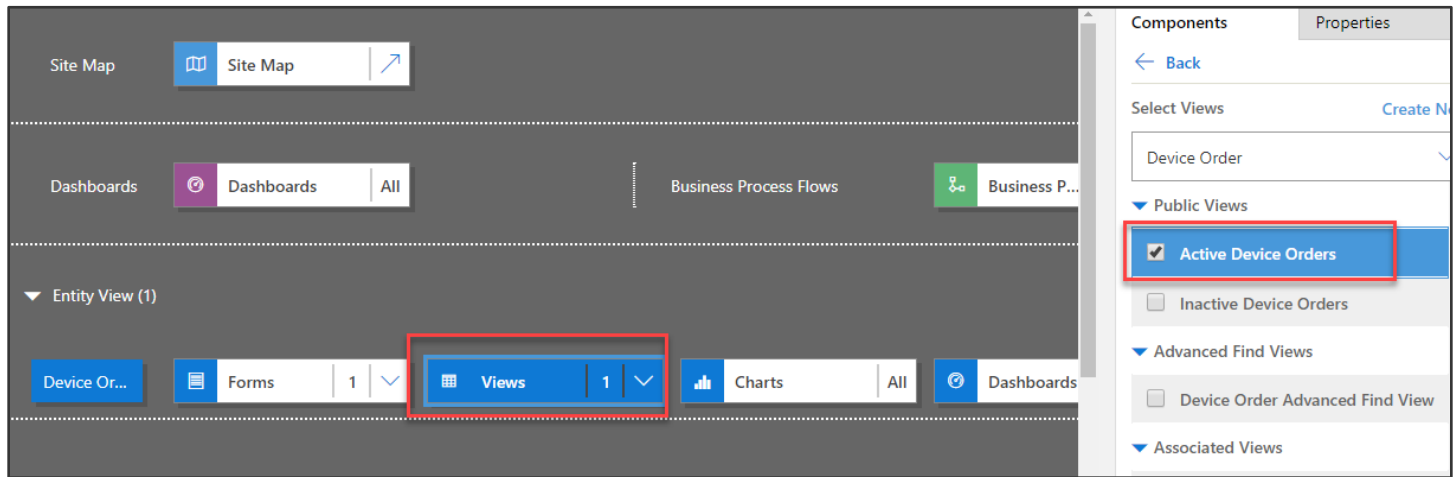 Site Map
Site Map
Dashboards
Dashboards All
Business Process Flows
Business P...
Entity View (1)
Device Or...
Forms 1
Views 1
Charts All
Dashboards
Components Properties
Back
Select Views Create N
Device Order
Public Views
Active Device Orders
Inactive Device Orders
Advanced Find Views
Device Order Advanced Find View
Associated Views